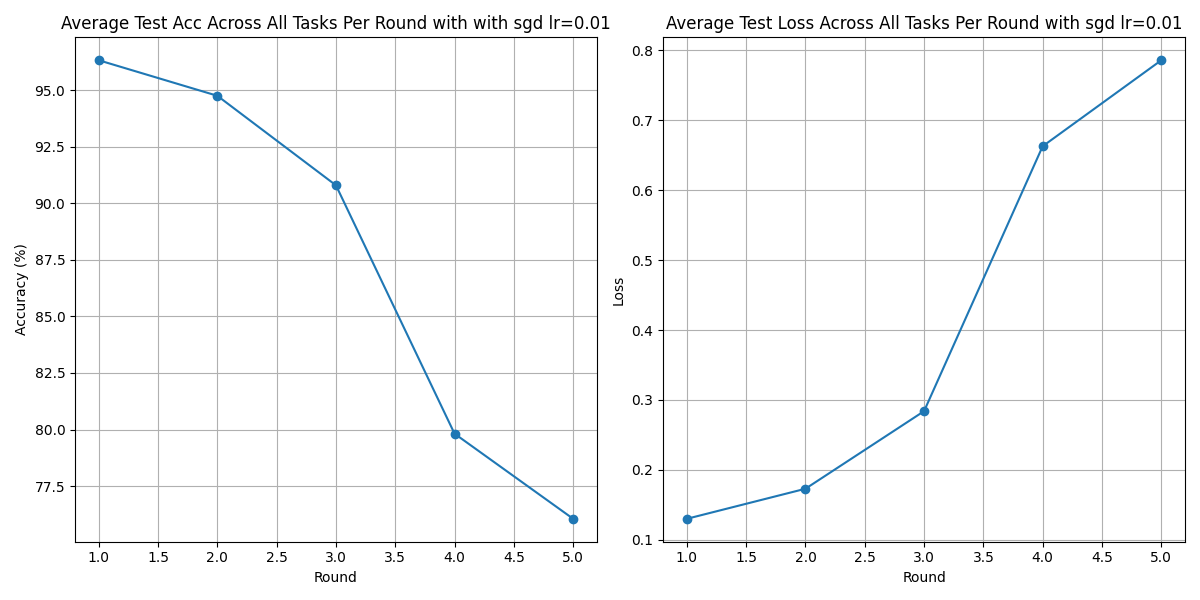 Average Test Acc Across All Tasks Per Round with with sgd lr=0.01
Accuracy (%)
95.0
92.5
90.0
87.5
85.0
82.5
80.0
77.5
1.0 1.5 2.0 2.5 3.0 3.5 4.0 4.5 5.0
Round
Average Test Loss Across All Tasks Per Round with sgd lr=0.01
Loss
0.8
0.7
0.6
0.5
0.4
0.3
0.2
0.1
1.0 1.5 2.0 2.5 3.0 3.5 4.0 4.5 5.0
Round